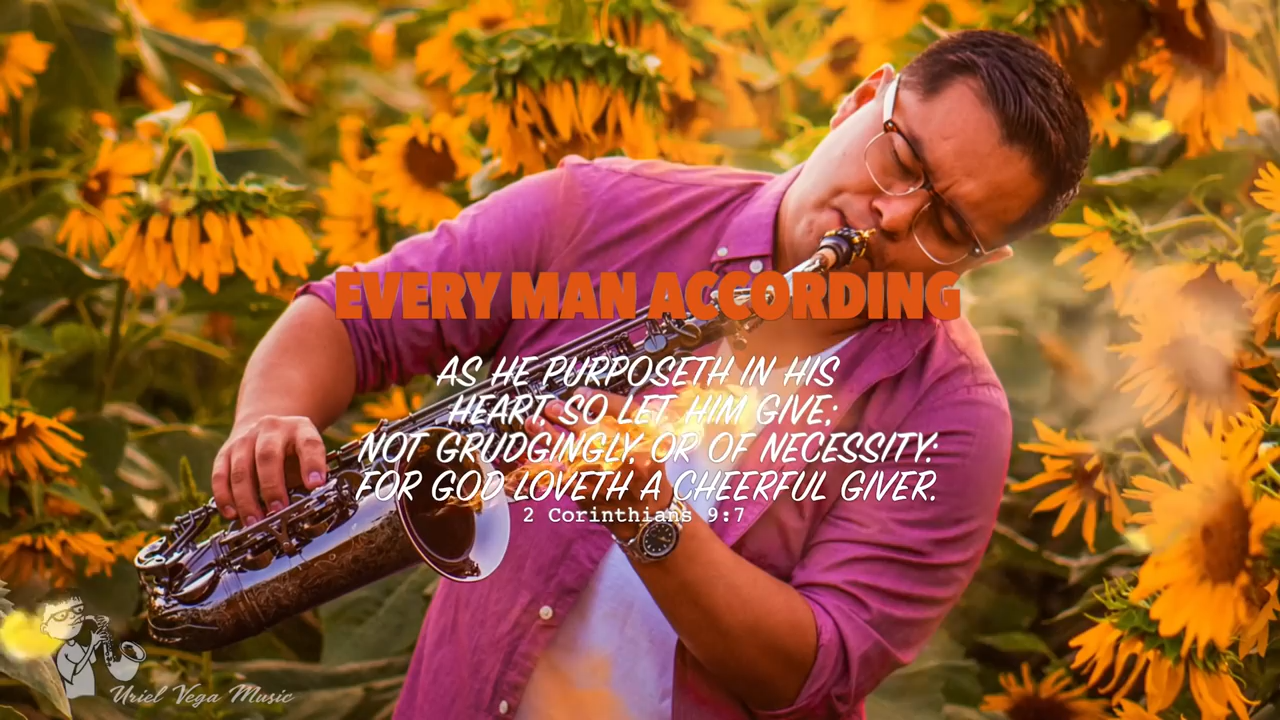 EVERY MAN ACCORDING
AS HE PURPOSETH IN HIS
HEART, SO LET HIM GIVE;
NOT GRUDGINGLY, OR OF NECESSITY:
FOR GOD LOVETH A CHEERFUL GIVER.
2 Corinthians 9:7
Uriel Vega Music